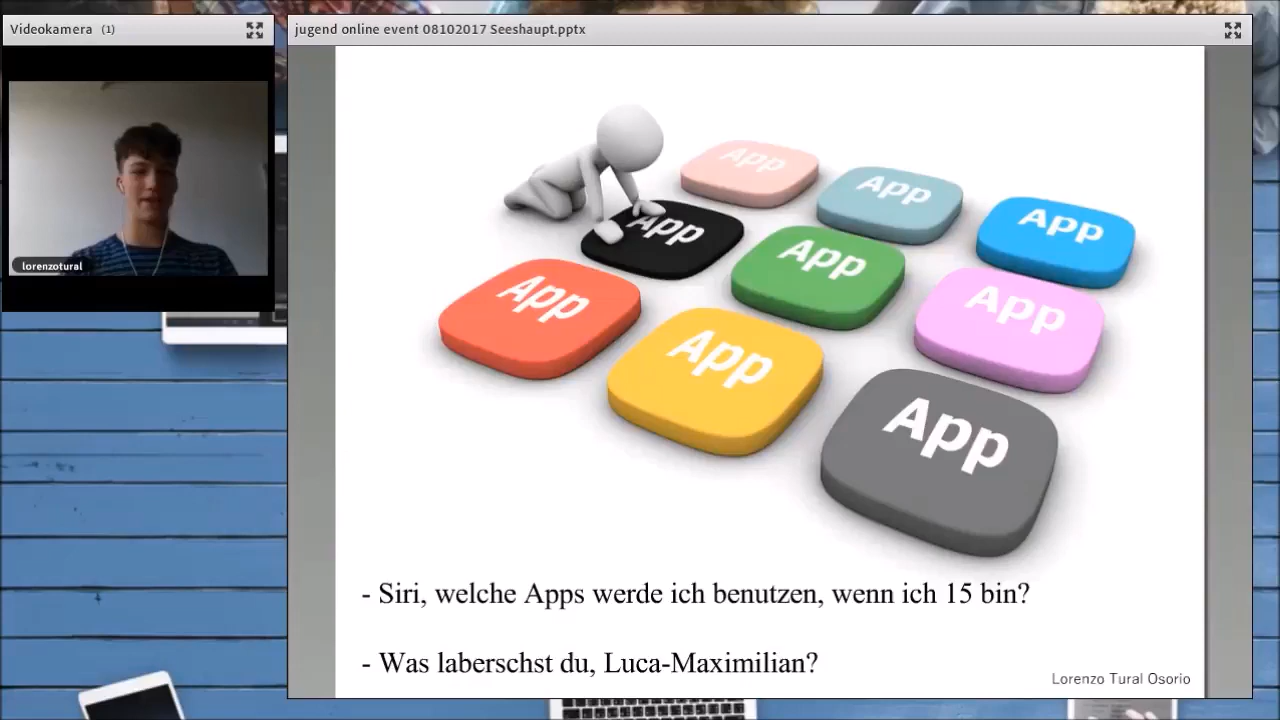 Videokamera (1)
jugend online event 08102017 Seeshaupt.pptx
lorenzotural
App
App
App
App
App
App
App
App
App
- Siri, welche Apps werde ich benutzen, wenn ich 15 bin?
- Was laberschst du, Luca-Maximilian?
Lorenzo Tural Osorio